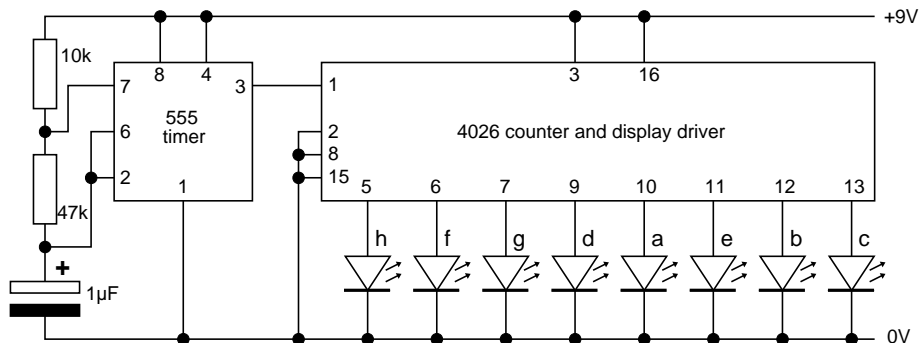 +9V
10k
8 4
3 16
7 3 1
555
timer
4026 counter and display driver
6 2
8
2 15
1
5 6 7 9 10 11 12 13
47k
h f g d a e b c
+
1µF
0V